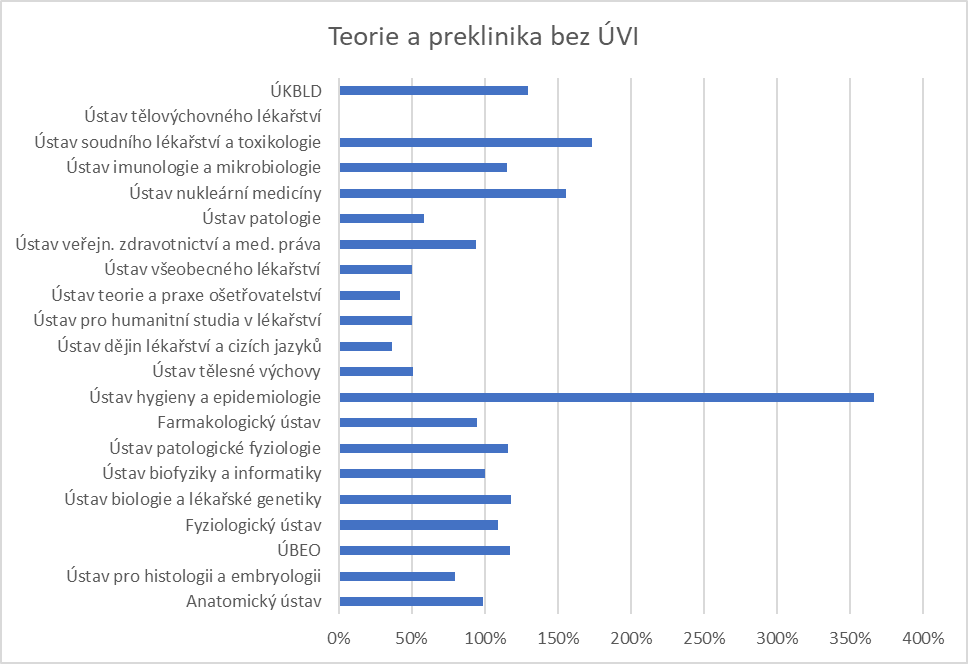 Teorie a preklinika bez ÚVI
ÚKBLD
Ústav tělovýchovného lékařství
Ústav soudního lékařství a toxikologie
Ústav imunologie a mikrobiologie
Ústav nukleární medicíny
Ústav patologie
Ústav veřejn. zdravotnictví a med. práva
Ústav všeobecného lékařství
Ústav teorie a praxe ošetřovatelství
Ústav pro humanitní studia v lékařství
Ústav dějin lékařství a cizích jazyků
Ústav tělesné výchovy
Ústav hygieny a epidemiologie
Farmakologický ústav
Ústav patologické fyziologie
Ústav biofyziky a informatiky
Ústav biologie a lékařské genetiky
Fyziologický ústav
ÚBEO
Ústav pro histologii a embryologii
Anatomický ústav
0% 50% 100% 150% 200% 250% 300% 350% 400%